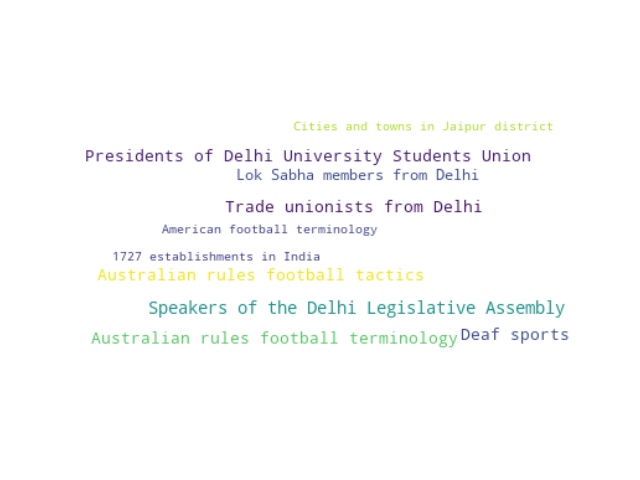 Cities and towns in Jaipur district
Presidents of Delhi University Students Union
Lok Sabha members from Delhi
Trade unionists from Delhi
American football terminology
1727 establishments in India
Australian rules football tactics
Speakers of the Delhi Legislative Assembly
Australian rules football terminology Deaf sports